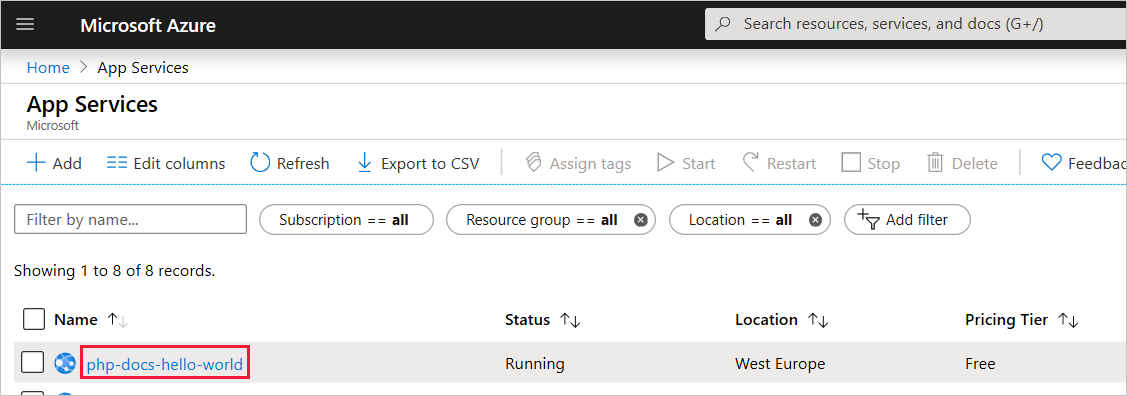 Microsoft Azure Search resources, services, and docs (G+/)
Home > App Services
App Services
Microsoft
Add Edit columns Refresh Export to CSV Assign tags Start Restart Stop Delete Feedbac
Filter by name... Subscription == all Resource group == all Location == all Add filter
Showing 1 to 8 of 8 records.
Name Status Location Pricing Tier
php-docs-hello-world Running West Europe Free